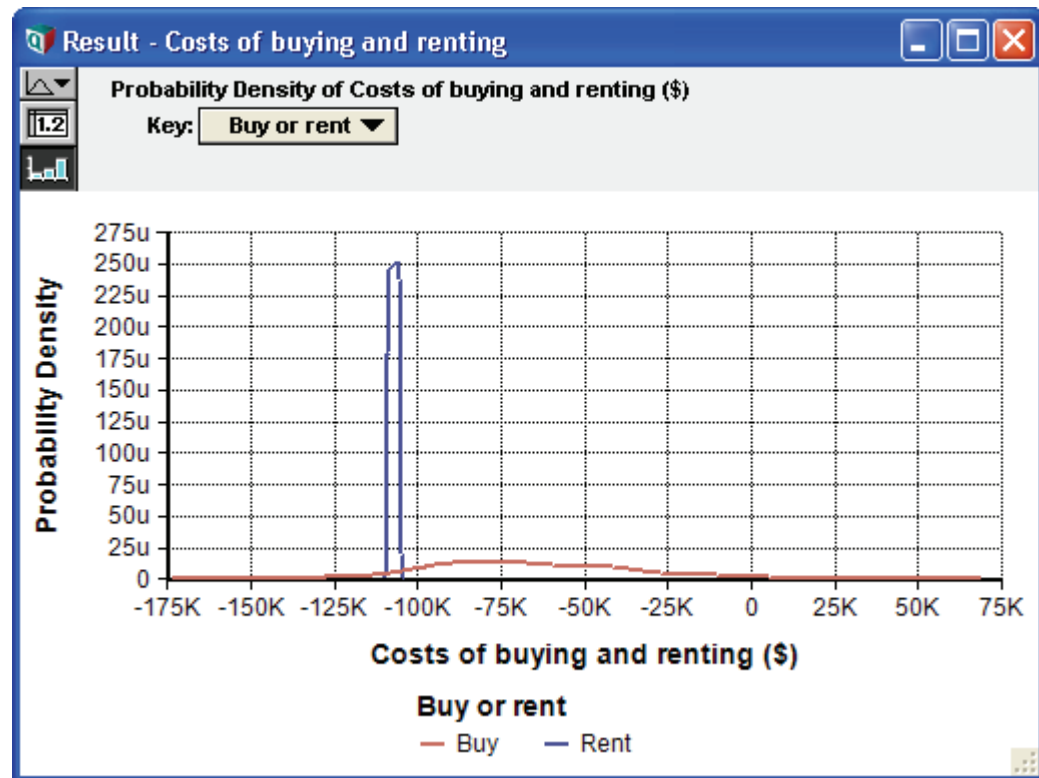 Result - Costs of buying and renting
Probability Density of Costs of buying and renting ($)
1.2
Key: Buy or rent
275u
250u
225u
200u
175u
150u
125u
100u
75u
50u
25u
0
Probability Density
-175K -150K -125K -100K -75K -50K -25K 0 25K 50K 75K
Costs of buying and renting ($)
Buy or rent
Buy Rent